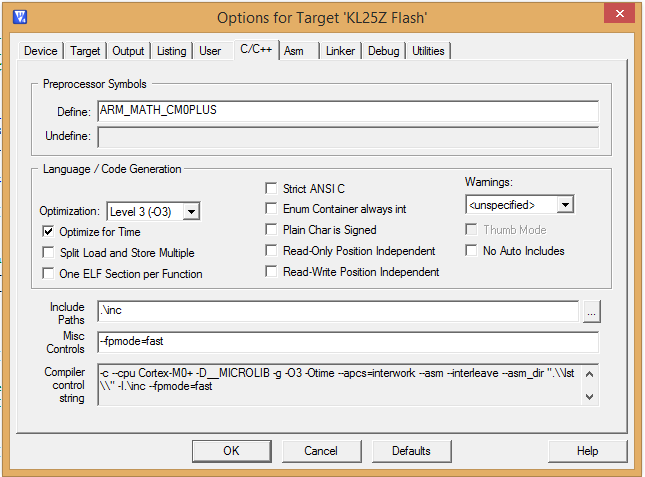 Options for Target 'KL25Z Flash'
Device Target Output Listing User C/C++ Asm Linker Debug Utilities
Preprocessor Symbols
Define: ARM_MATH_CM0PLUS
Undefine:
Language / Code Generation
Optimization: Level 3 (-O3)
Optimize for Time
Split Load and Store Multiple
One ELF Section per Function
Strict ANSI C
Enum Container always int
Plain Char is Signed
Read-Only Position Independent
Read-Write Position Independent
Warnings:
<unspecified>
Thumb Mode
No Auto Includes
Include Paths .\inc ...
Misc Controls --fpmode=fast
Compiler control string -c --cpu Cortex-M0+ -D__MICROLIB -g -O3 -Otime --apcs=interwork --asm --interleave --asm_dir ".\\lst
\\" -I.\inc --fpmode=fast
OK Cancel Defaults Help